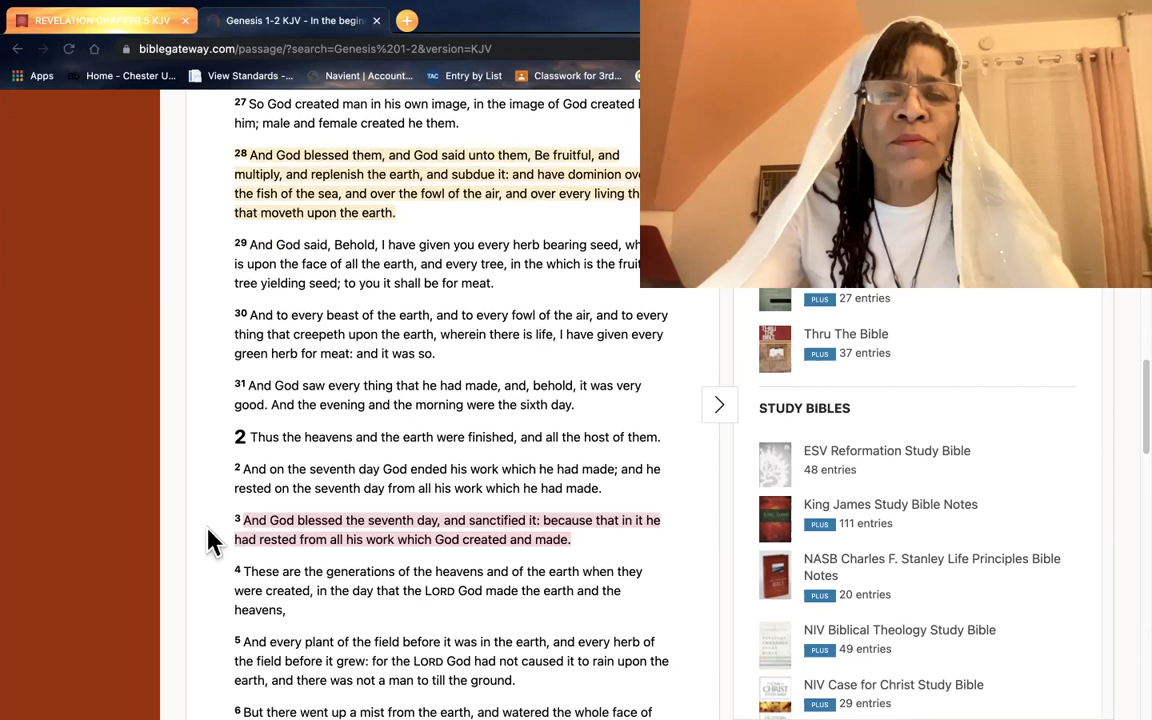 REVELATION CHAPTER 5 KJV
Genesis 1-2 KJV - In the begin
biblegateway.com/passage/?search=Genesis%201-2&version=KJV
Apps
Home - Chester U...
View Standards -...
Navient | Account...
TAC Entry by List
Classwork for 3rd...
27 So God created man in his own image, in the image of God created
him; male and female created he them.
28 And God blessed them, and God said unto them, Be fruitful, and
multiply, and replenish the earth, and subdue it: and have dominion ov
the fish of the sea, and over the fowl of the air, and over every living th
that moveth upon the earth.
29 And God said, Behold, I have given you every herb bearing seed, wh
is upon the face of all the earth, and every tree, in the which is the fruit
tree yielding seed; to you it shall be for meat.
30 And to every beast of the earth, and to every fowl of the air, and to every
thing that creepeth upon the earth, wherein there is life, I have given every
green herb for meat: and it was so.
31 And God saw every thing that he had made, and, behold, it was very
good. And the evening and the morning were the sixth day.
2 Thus the heavens and the earth were finished, and all the host of them.
2 And on the seventh day God ended his work which he had made; and he
rested on the seventh day from all his work which he had made.
3 And God blessed the seventh day, and sanctified it: because that in it he
had rested from all his work which God created and made.
4 These are the generations of the heavens and of the earth when they
were created, in the day that the LORD God made the earth and the
heavens,
5 And every plant of the field before it was in the earth, and every herb of
the field before it grew: for the LORD God had not caused it to rain upon the
earth, and there was not a man to till the ground.
6 But there went up a mist from the earth, and watered the whole face of
PLUS 27 entries
Thru The Bible
PLUS 37 entries
STUDY BIBLES
ESV Reformation Study Bible
48 entries
King James Study Bible Notes
PLUS 111 entries
NASB Charles F. Stanley Life Principles Bible
Notes
PLUS 20 entries
NIV Biblical Theology Study Bible
PLUS 49 entries
NIV Case for Christ Study Bible
PLUS 29 entries